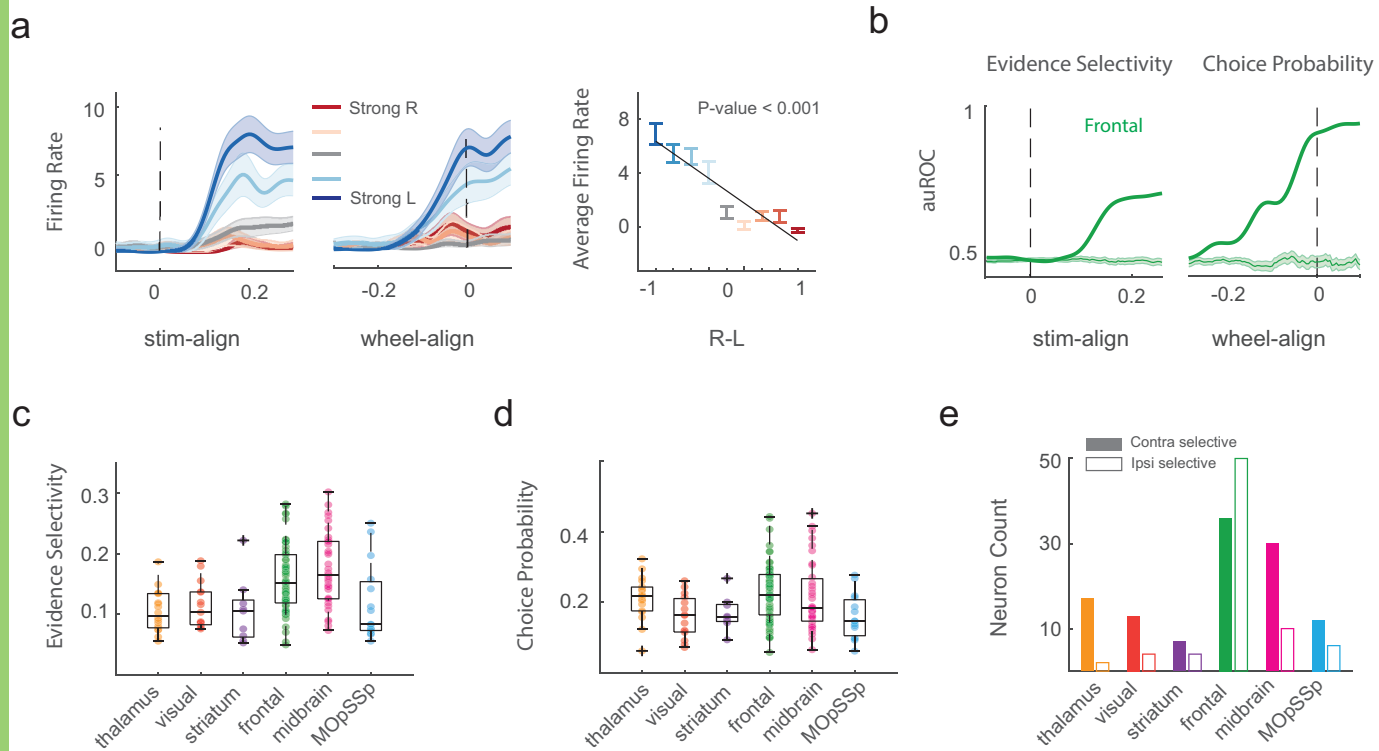 a
Firing Rate
10
5
0
0
0.2
stim-align
Strong R
Strong L
-0.2
0
wheel-align
Average Firing Rate
8
4
0
P-value < 0.001
-1
0
1
R-L
b
Evidence Selectivity
Choice Probability
auROC
1
0.5
Frontal
0
0.2
stim-align
-0.2
0
wheel-align
c
Evidence Selectivity
0.3
0.2
0.1
thalamus
visual
striatum
frontal
midbrain
MOpSSp
d
Choice Probability
0.4
0.2
thalamus
visual
striatum
frontal
midbrain
MOpSSp
e
Contra selective
Ipsi selective
Neuron Count
50
30
10
thalamus
visual
striatum
frontal
midbrain
MOpSSp